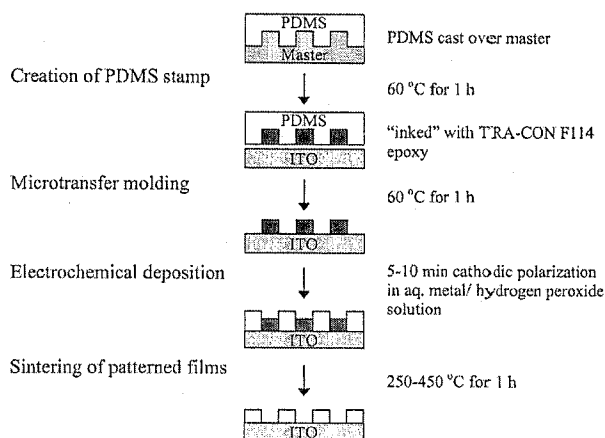 PDMS
Master
PDMS cast over master
Creation of PDMS stamp
60 °C for 1 h
PDMS
ITO
"inked" with TRA-CON F114
epoxy
Microtransfer molding
60 °C for 1 h
ITO
Electrochemical deposition
5-10 min cathodic polarization
in aq. metal/ hydrogen peroxide
solution
ITO
Sintering of patterned films
250-450 °C for 1 h
ITO